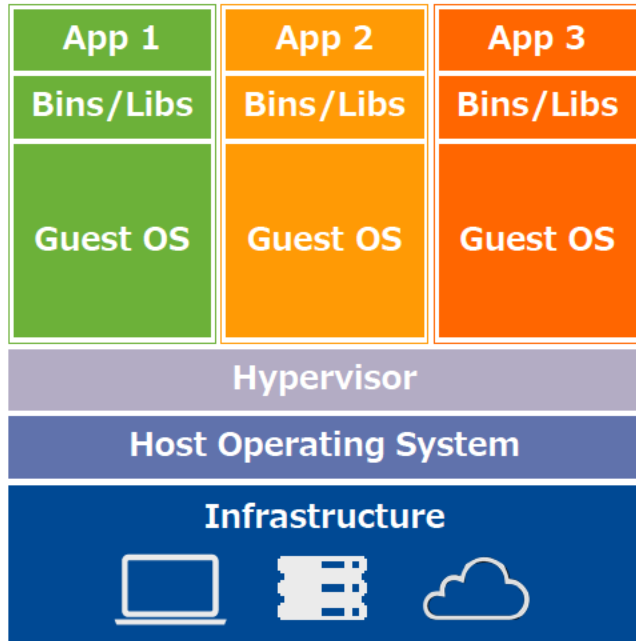 App 1
App 2
App 3
Bins/Libs
Bins/Libs
Bins/Libs
Guest OS
Guest OS
Guest OS
Hypervisor
Host Operating System
Infrastructure